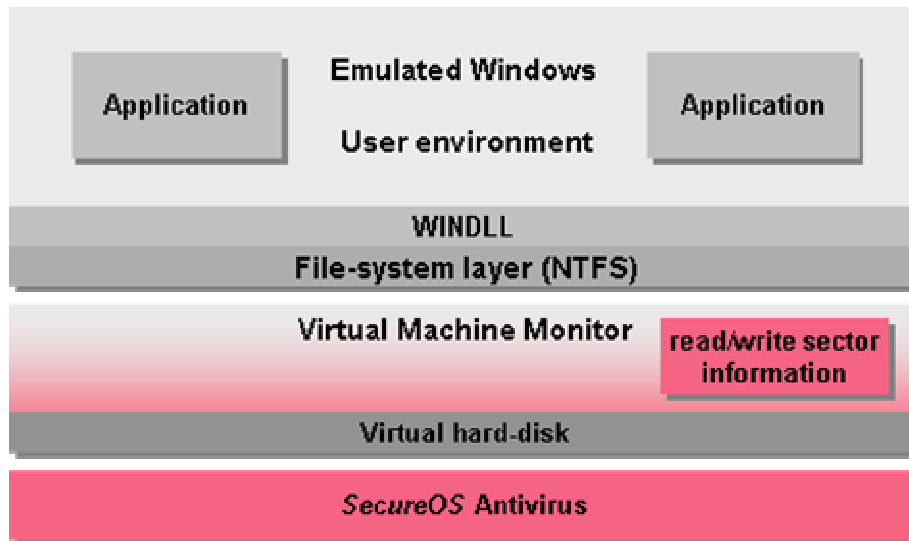 Emulated Windows
Application
Application
User environment
WINDLL
File-system layer (NTFS)
Virtual Machine Monitor
read/write sector
information
Virtual hard-disk
SecureOS Antivirus